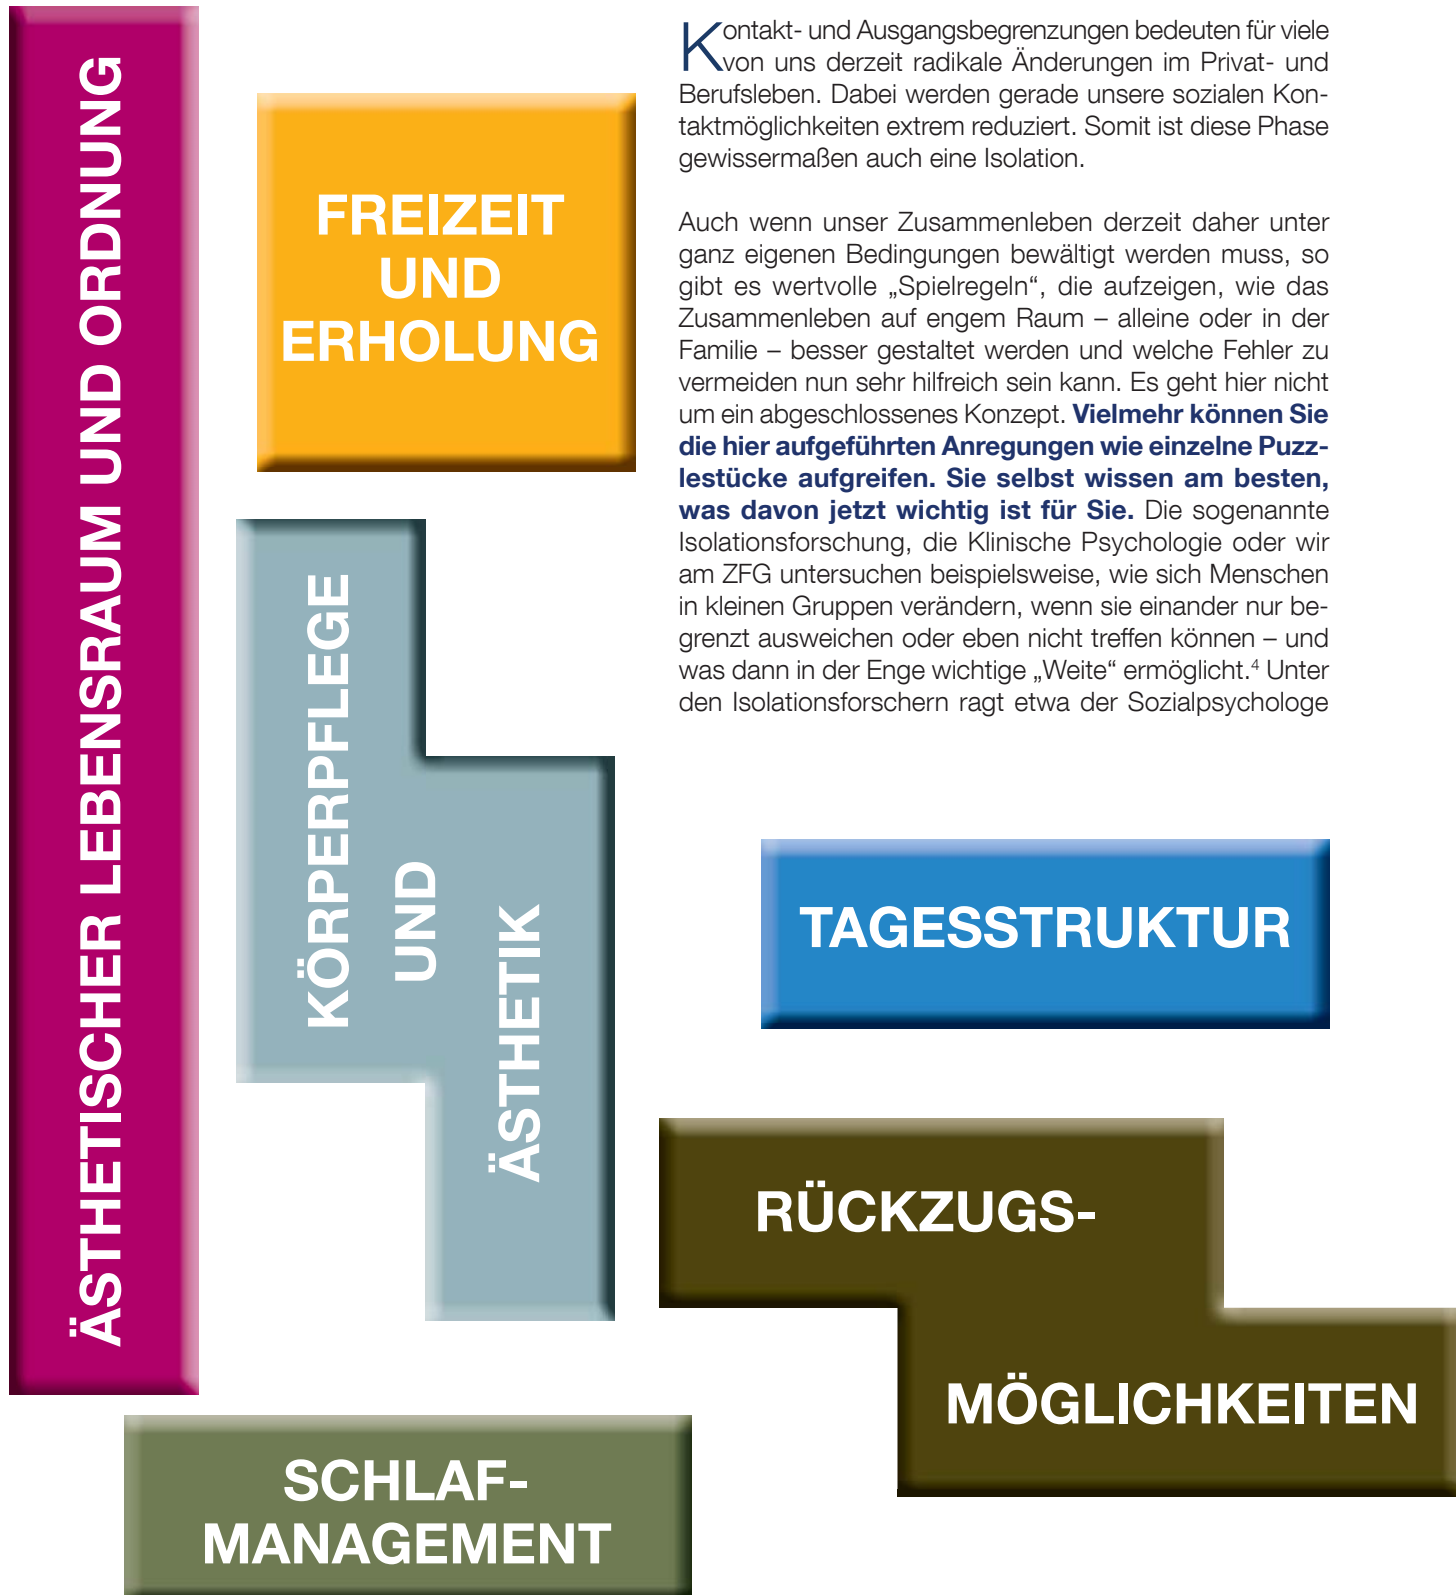 ÄSTHETISCHER LEBENSRAUM UND ORDNUNG
FREIZEIT
UND
ERHOLUNG
KÖRPERPFLEGE
UND
ÄSTHETIK
Kontakt- und Ausgangsbegrenzungen bedeuten für viele
von uns derzeit radikale Änderungen im Privat- und
Berufsleben. Dabei werden gerade unsere sozialen Kon-
taktmöglichkeiten extrem reduziert. Somit ist diese Phase
gewissermaßen auch eine Isolation.
Auch wenn unser Zusammenleben derzeit daher unter
ganz eigenen Bedingungen bewältigt werden muss, so
gibt es wertvolle „Spielregeln“, die aufzeigen, wie das
Zusammenleben auf engem Raum – alleine oder in der
Familie – besser gestaltet werden und welche Fehler zu
vermeiden nun sehr hilfreich sein kann. Es geht hier nicht
um ein abgeschlossenes Konzept. Vielmehr können Sie
die hier aufgeführten Anregungen wie einzelne Puzz-
lestücke aufgreifen. Sie selbst wissen am besten,
was davon jetzt wichtig ist für Sie. Die sogenannte
Isolationsforschung, die Klinische Psychologie oder wir
am ZFG untersuchen beispielsweise, wie sich Menschen
in kleinen Gruppen verändern, wenn sie einander nur be-
grenzt ausweichen oder eben nicht treffen können – und
was dann in der Enge wichtige „Weite“ ermöglicht.⁴ Unter
den Isolationsforschern ragt etwa der Sozialpsychologe
TAGESSTRUKTUR
RÜCKZUGS-
MÖGLICHKEITEN
SCHLAF-
MANAGEMENT